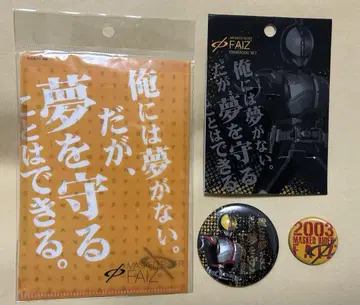 俺には夢がない。
だが、
夢を守る
ことはできる。
MASKED RIDER
FAIZ
MASKED RIDER
FAIZ
俺には夢がない。
だが、夢を守る
ことはできる。
2003
MASKED RIDER